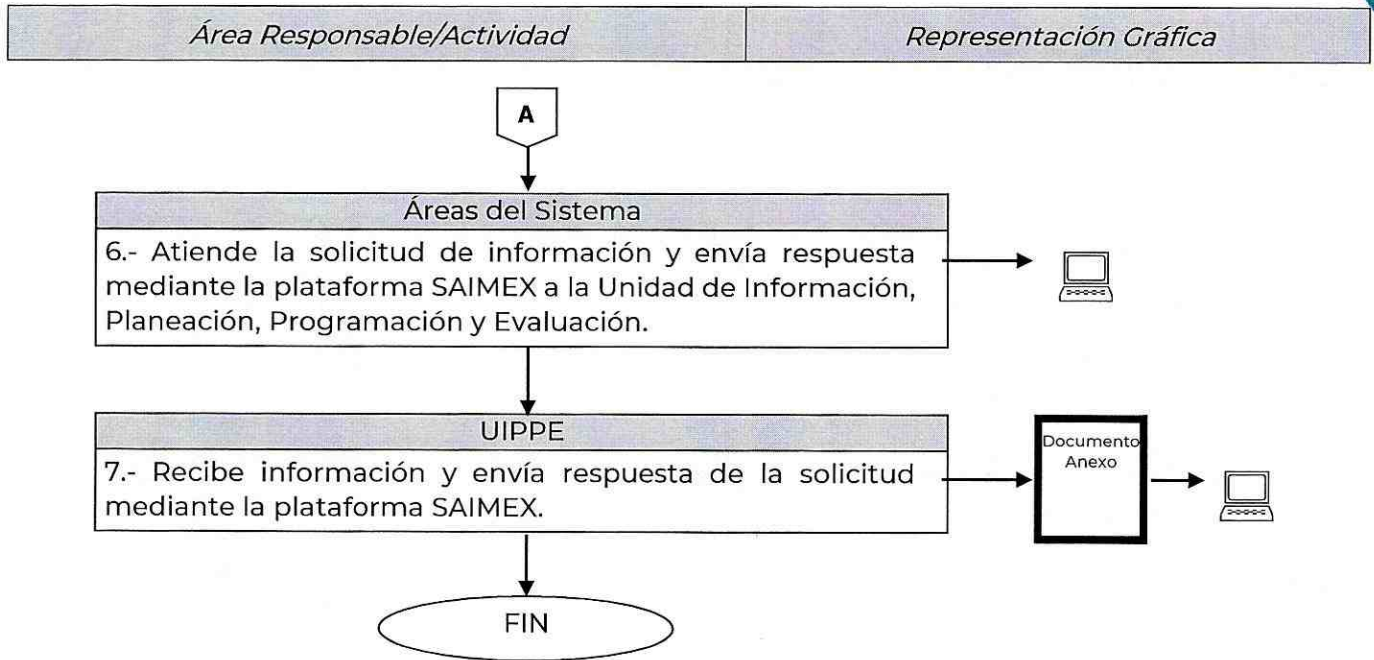 Área Responsable/Actividad
Representación Gráfica
A
Áreas del Sistema
6.- Atiende la solicitud de información y envía respuesta
mediante la plataforma SAIMEX a la Unidad de Información,
Planeación, Programación y Evaluación.
UIPPE
7.- Recibe información y envía respuesta de la solicitud
mediante la plataforma SAIMEX.
Documento
Anexo
FIN